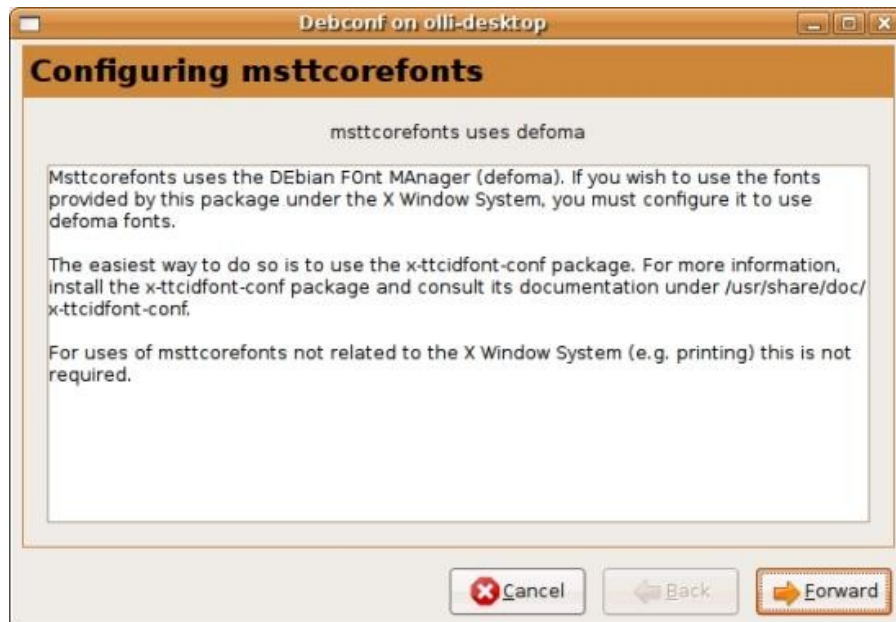 Debconf on olli-desktop
Configuring msttcorefonts
msttcorefonts uses defoma
Msttcorefonts uses the DEbian FOnt MAnager (defoma). If you wish to use the fonts
provided by this package under the X Window System, you must configure it to use
defoma fonts.
The easiest way to do so is to use the x-ttcidfont-conf package. For more information,
install the x-ttcidfont-conf package and consult its documentation under /usr/share/doc/
x-ttcidfont-conf.
For uses of msttcorefonts not related to the X Window System (e.g. printing) this is not
required.
Cancel
Back
Forward